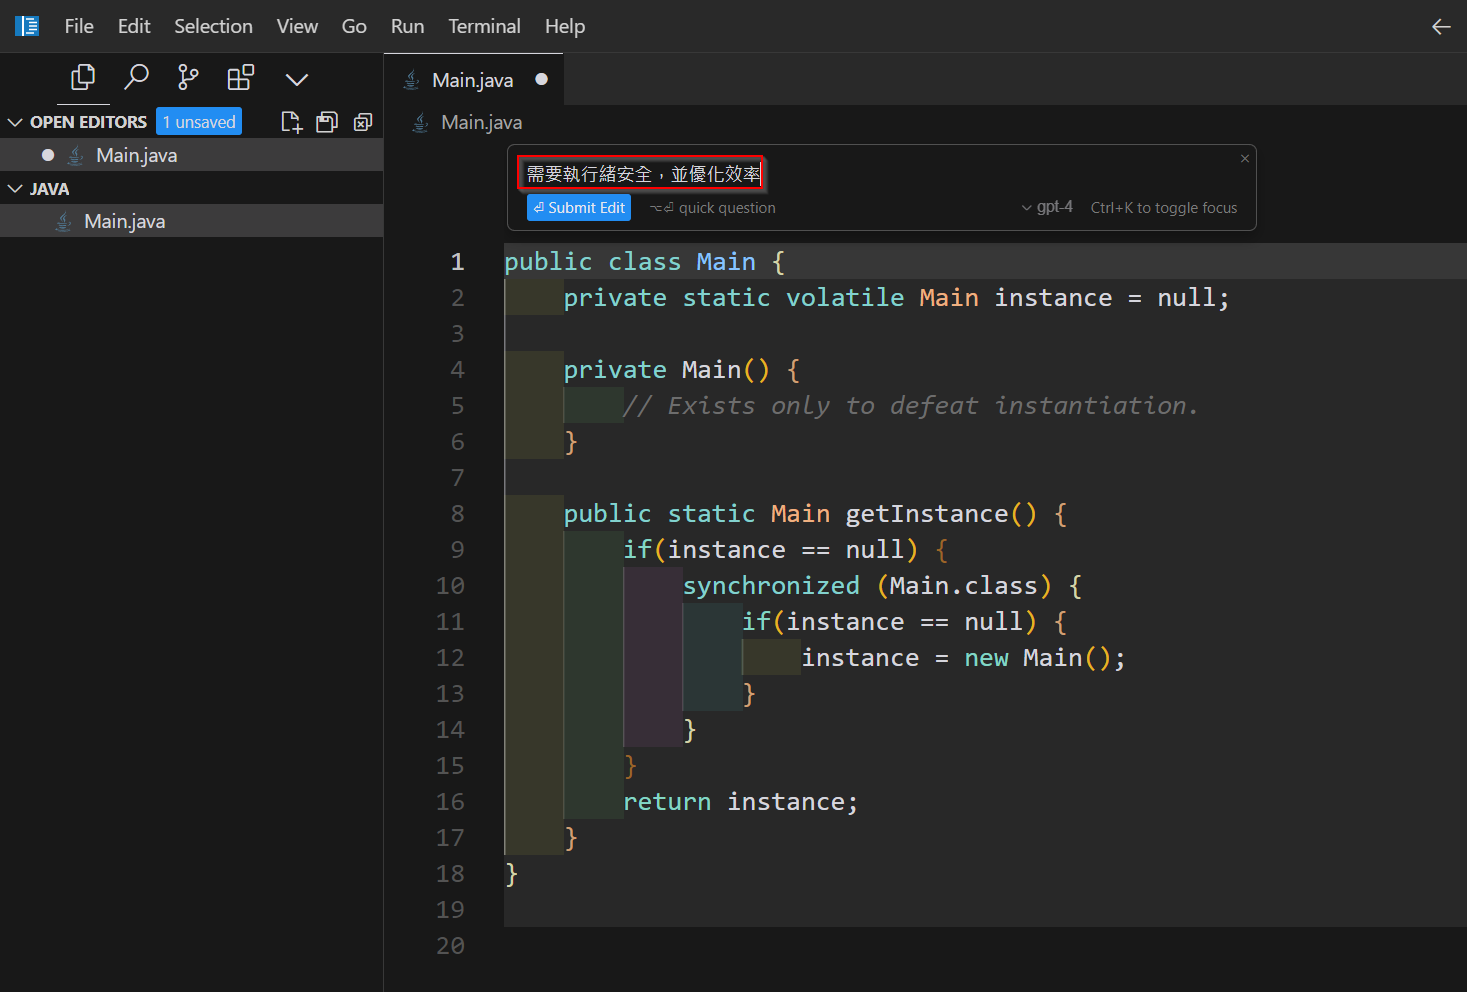 File Edit Selection View Go Run Terminal Help
OPEN EDITORS 1 unsaved
Main.java
JAVA
Main.java
Main.java
Main.java
需要執行緒安全，並優化效率
Submit Edit quick question gpt-4 Ctrl+K to toggle focus
1 public class Main {
2 private static volatile Main instance = null;
3
4 private Main() {
5 // Exists only to defeat instantiation.
6 }
7
8 public static Main getInstance() {
9 if(instance == null) {
10 synchronized (Main.class) {
11 if(instance == null) {
12 instance = new Main();
13 }
14 }
15 }
16 return instance;
17 }
18 }
19
20